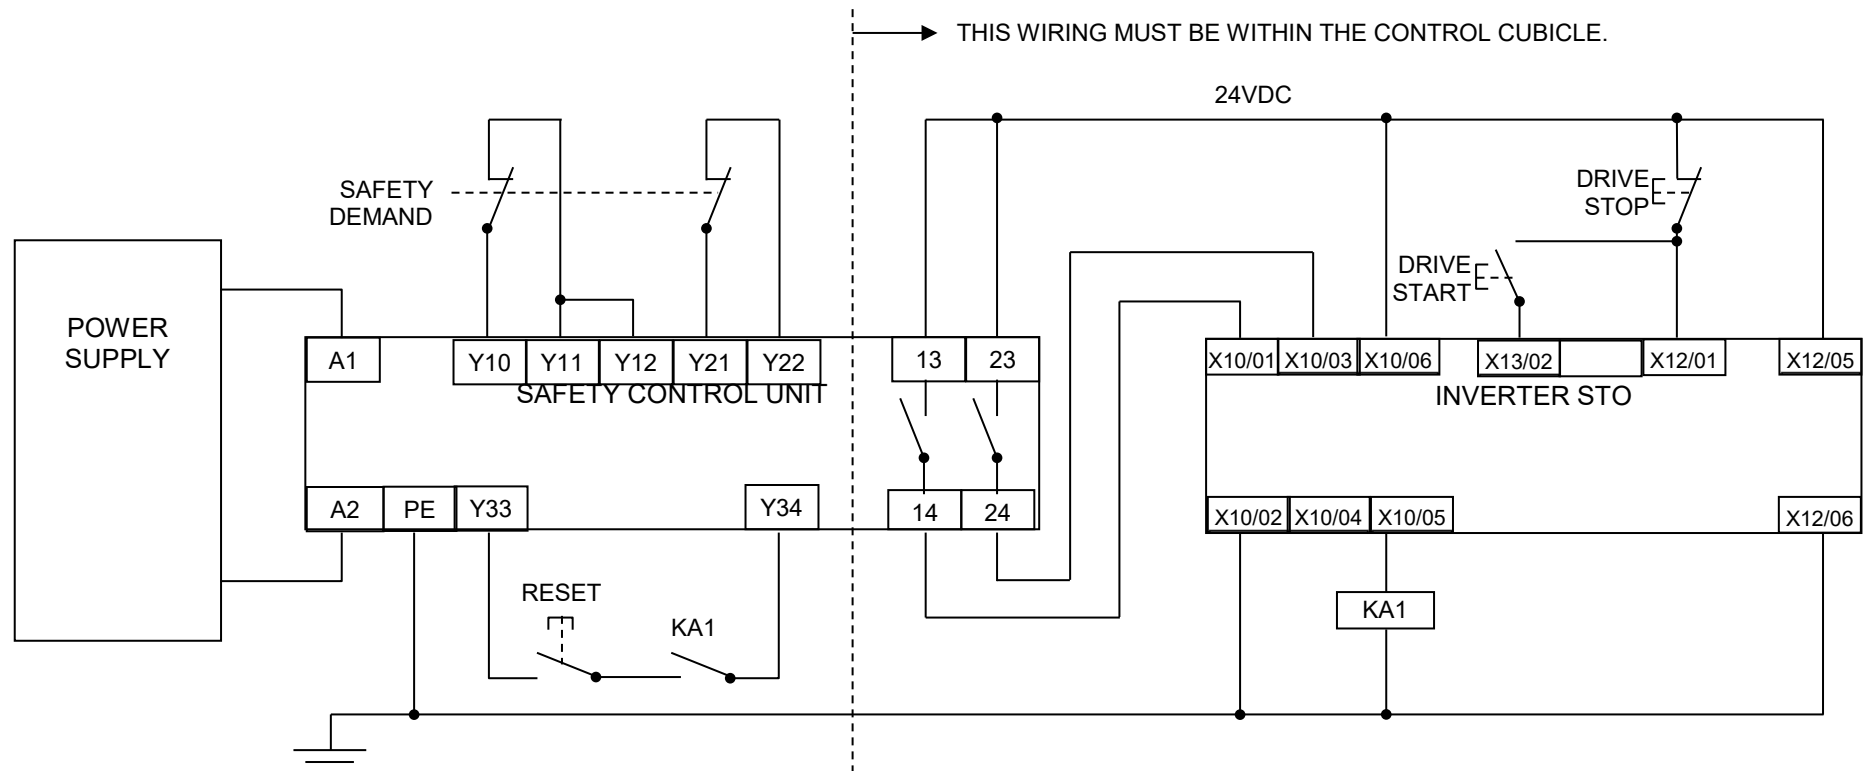 THIS WIRING MUST BE WITHIN THE CONTROL CUBICLE.
24VDC
SAFETY
DEMAND
DRIVE
STOP
DRIVE
START
POWER
SUPPLY
A1
Y10
Y11
Y12
Y21
Y22
SAFETY CONTROL UNIT
13
23
X10/01
X10/03
X10/06
X13/02
X12/01
X12/05
INVERTER STO
A2
PE
Y33
Y34
14
24
X10/02
X10/04
X10/05
X12/06
RESET
KA1
KA1